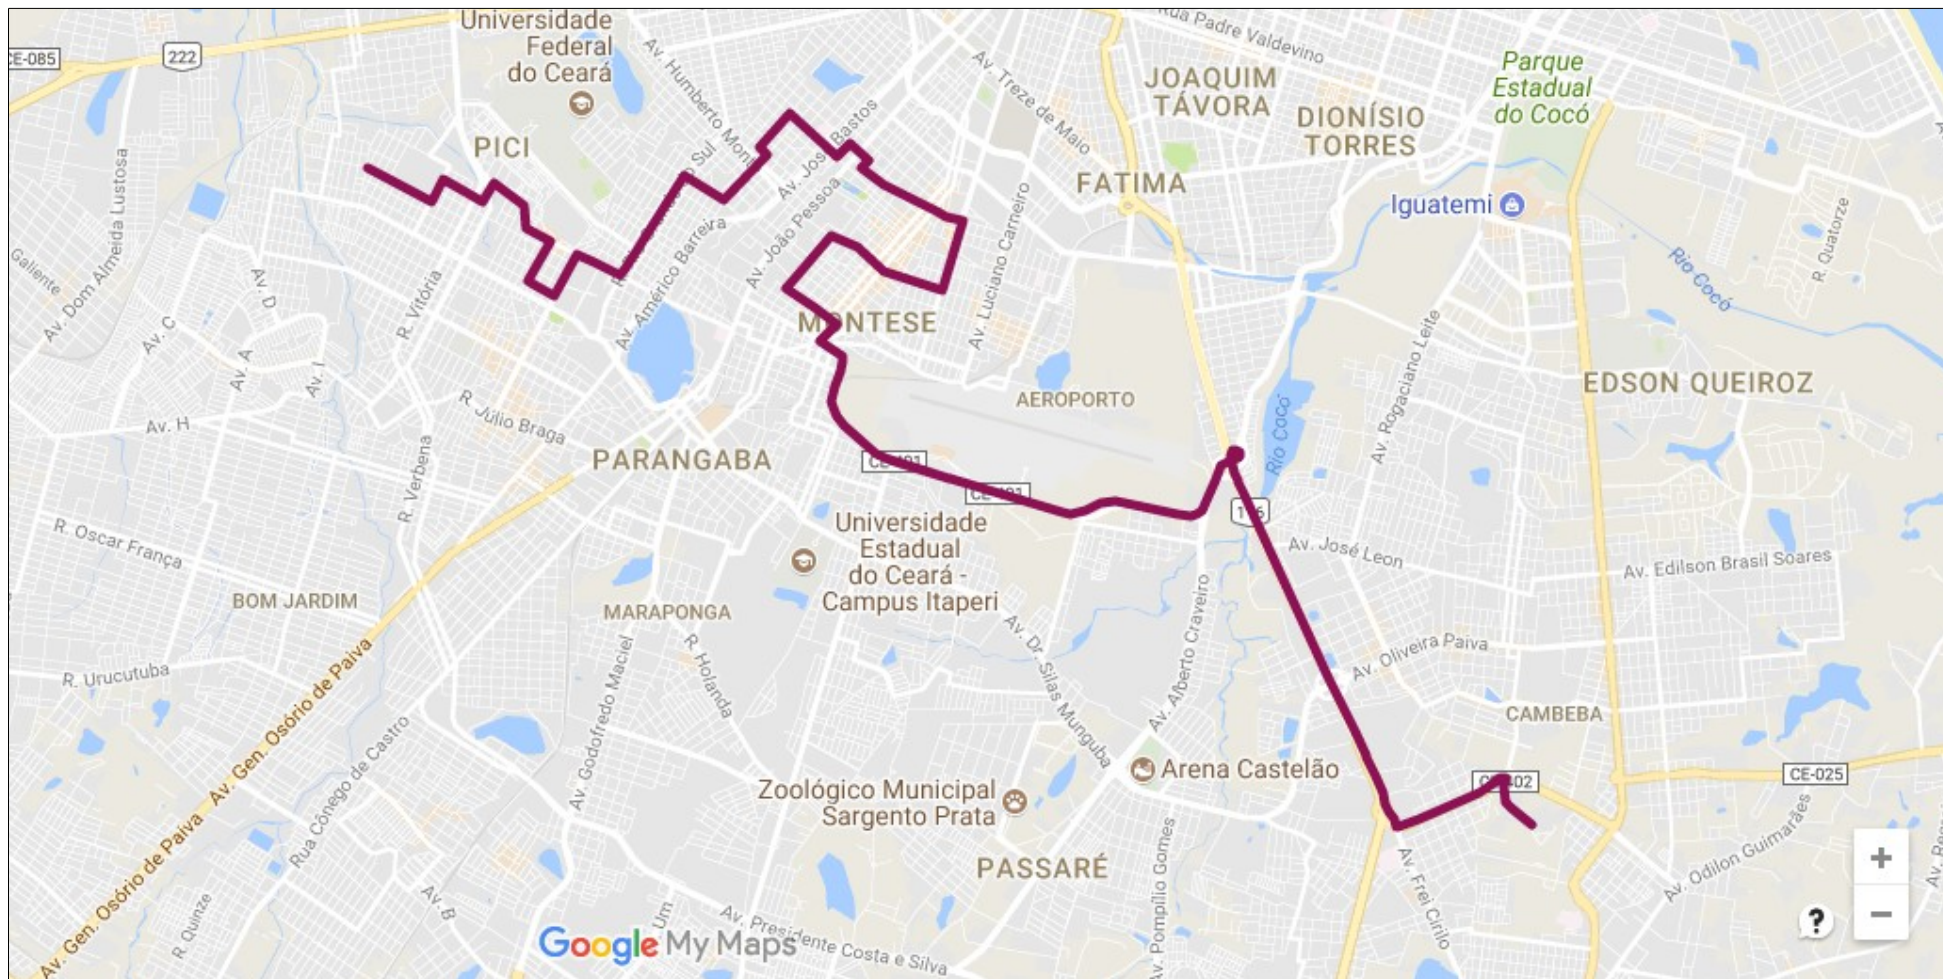 Universidade
Federal
do Ceará
CE-085
222
Av. Humberto Mont
Av. Treze de Maio
Rua Padre Valdevino
JOAQUIM
TÁVORA
DIONÍSIO
TORRES
Parque
Estadual
do Cocó
PICI
Av. José Bastos
Av. João Pessoa
FATIMA
Iguatemi
Av. Dom Almeida Lustosa
Galiente
Av. D
Av. C
Av. A
Av. I
Av. H
R. Vitória
Av. Américo Barreira
Av. Luciano Carneiro
Rio Cocó
R. Quatorze
MONTESE
AEROPORTO
Av. Rogaciano Leite
EDSON QUEIROZ
R. Júlio Braga
PARANGABA
Rio Cocó
R. Verbena
R. Oscar França
Universidade
Estadual
do Ceará -
Campus Itaperi
Av. José Leon
Av. Edilson Brasil Soares
BOM JARDIM
MARAPONGA
R. Holanda
Av. Godofredo Maciel
Av. Dr. Silas Munguba
Av. Alberto Craveiro
Av. Oliveira Paiva
R. Urucutuba
Av. Gen. Osório de Paiva
Rua Cônego de Castro
CAMBEBA
Arena Castelão
CE-025
Zoológico Municipal
Sargento Prata
PASSARÉ
Av. Pompílio Gomes
Av. Frei Cirilo
Av. Odilon Guimarães
Av. Gen. Osório de Paiva
R. Quinze
Av. B
Um
Av. Presidente Costa e Silva
Google My Maps
+
?
−